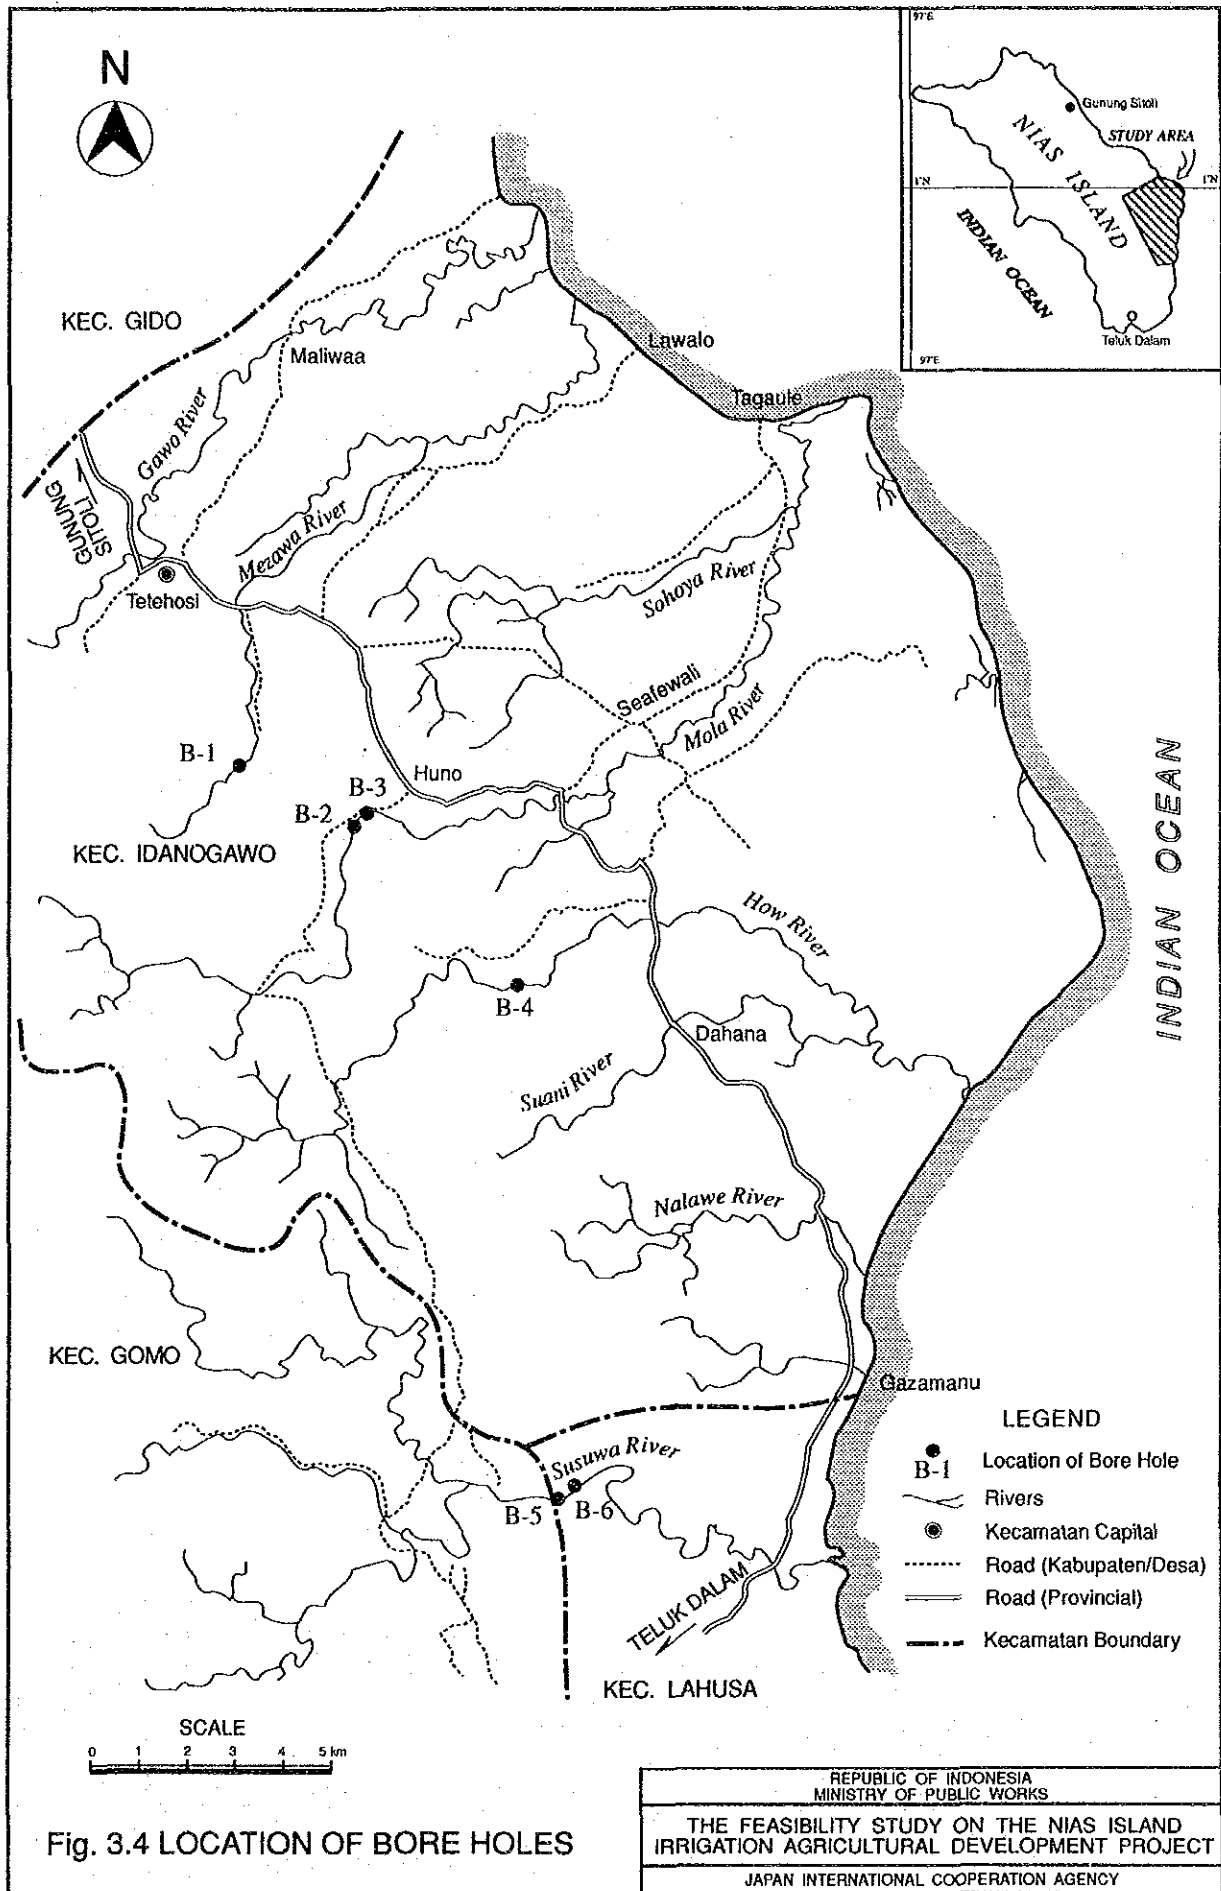 N
97°E
Gunung Sitoli
STUDY AREA
NIAS ISLAND
1°N
1°N
INDIAN OCEAN
Teluk Dalam
97°E
KEC. GIDO
Maliwaa
Lawalo
Tagaule
Gawo River
GUNUNG
SITOLI
Mezawa River
Tetehosi
Sohoya River
Seafewali
Mola River
B-1
Huno
B-3
B-2
KEC. IDANOGAWO
INDIAN OCEAN
How River
B-4
Dahana
Suani River
Nalawe River
KEC. GOMO
Gazamanu
Susuwa River
B-5
B-6
TELUK DALAM
KEC. LAHUSA
LEGEND
B-1 Location of Bore Hole
Rivers
Kecamatan Capital
Road (Kabupaten/Desa)
Road (Provincial)
Kecamatan Boundary
SCALE
0 1 2 3 4 5 km
Fig. 3.4 LOCATION OF BORE HOLES
REPUBLIC OF INDONESIA
MINISTRY OF PUBLIC WORKS
THE FEASIBILITY STUDY ON THE NIAS ISLAND
IRRIGATION AGRICULTURAL DEVELOPMENT PROJECT
JAPAN INTERNATIONAL COOPERATION AGENCY